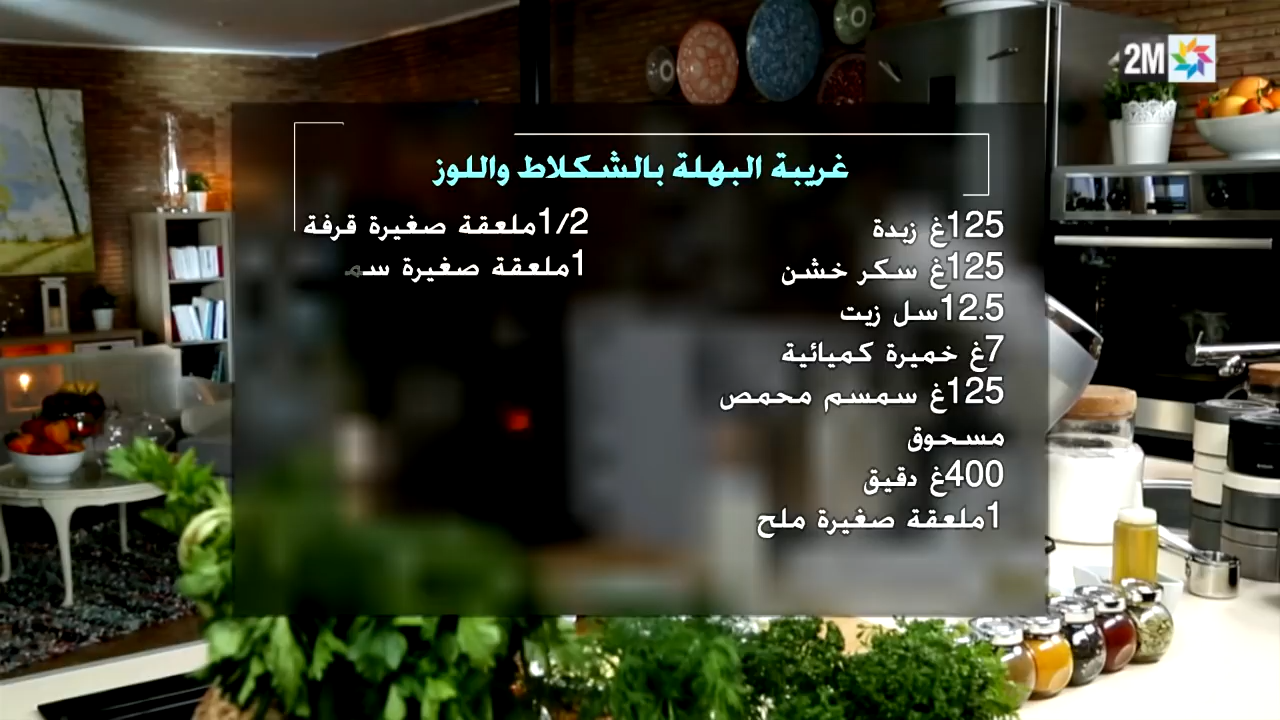 2M
غريبة البهلة بالشكلاط واللوز
125غ زبدة
125غ سكر خشن
12.5سل زيت
7غ خميرة كميائية
125غ سمسم محمص
مسحوق
400غ دقيق
1ملعقة صغيرة ملح
1/2ملعقة صغيرة قرفة
1ملعقة صغيرة